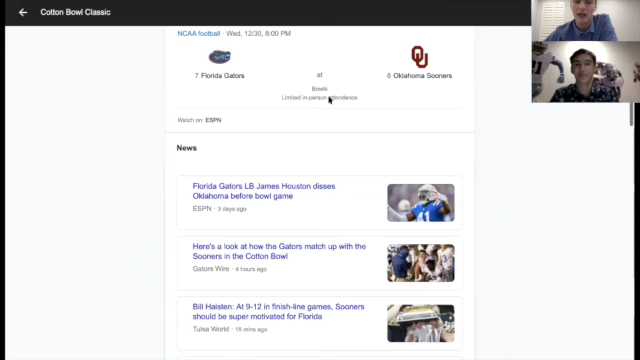 Cotton Bowl Classic
NCAA football · Wed, 12/30, 8:00 PM
7 Florida Gators
at
6 Oklahoma Sooners
Bowls
Limited in-person attendance
Watch on: ESPN
News
Florida Gators LB James Houston disses
Oklahoma before bowl game
ESPN · 3 days ago
41
Here's a look at how the Gators match up with the
Sooners in the Cotton Bowl
Gators Wire · 4 hours ago
Bill Haisten: At 9-12 in finish-line games, Sooners
should be super motivated for Florida
Tulsa World · 15 mins ago